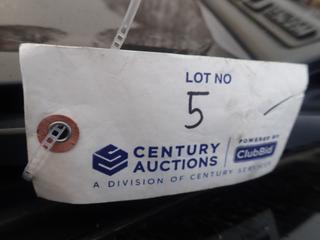 LOT NO
5
CENTURY
AUCTIONS
POWERED BY
ClubBid
A DIVISION OF CENTURY SERVICES